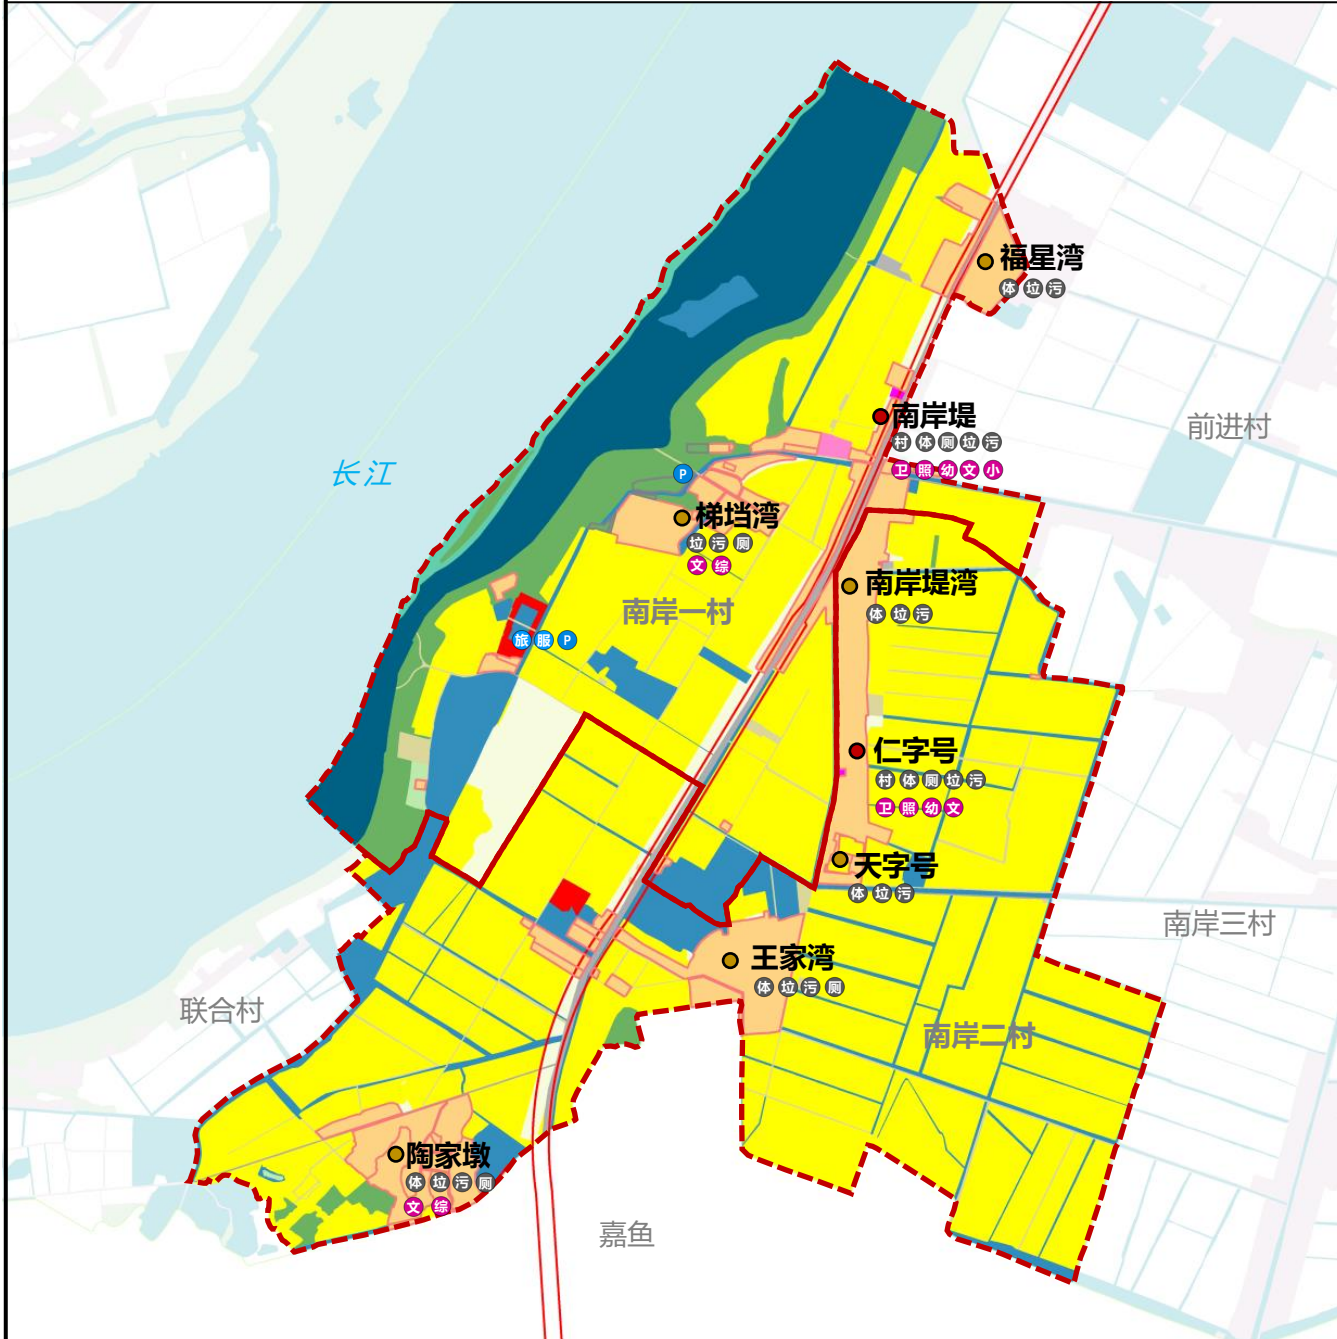 福星湾
体 垃 污
南岸堤
村 体 厕 垃 污
卫 照 幼 文 小
前进村
长江
P
梯垱湾
垃 污 厕
文 综
南岸堤湾
体 垃 污
南岸一村
旅 服 P
仁字号
村 体 厕 垃 污
卫 照 幼 文
天字号
体 垃 污
南岸三村
王家湾
体 垃 污 厕
联合村
南岸二村
陶家墩
体 垃 污 厕
文 综
嘉鱼